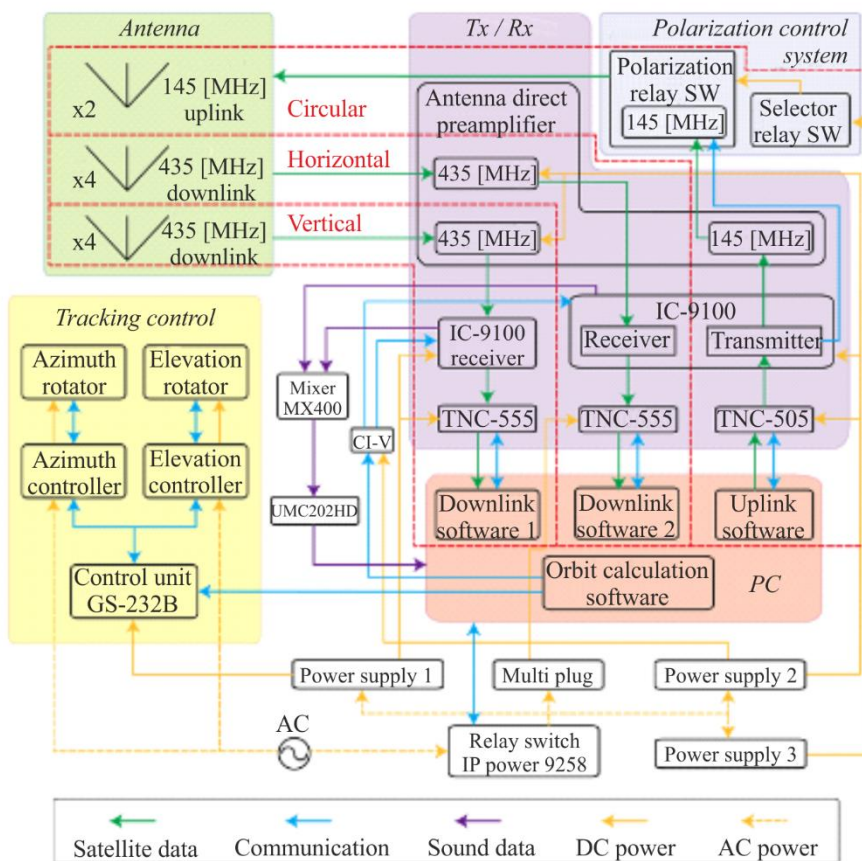 Antenna
x2
145 [MHz]
uplink
Circular
x4
435 [MHz]
downlink
Horizontal
x4
435 [MHz]
downlink
Vertical
Tx / Rx
Antenna direct
preamplifier
435 [MHz]
435 [MHz]
145 [MHz]
IC-9100
IC-9100
receiver
Receiver
Transmitter
TNC-555
TNC-555
TNC-505
Polarization control
system
Polarization
relay SW
145 [MHz]
Selector
relay SW
Tracking control
Azimuth
rotator
Elevation
rotator
Azimuth
controller
Elevation
controller
Control unit
GS-232B
Mixer
MX400
CI-V
UMC202HD
Downlink
software 1
Downlink
software 2
Uplink
software
Orbit calculation
software
PC
Power supply 1
Multi plug
Power supply 2
AC
Relay switch
IP power 9258
Power supply 3
Satellite data
Communication
Sound data
DC power
AC power